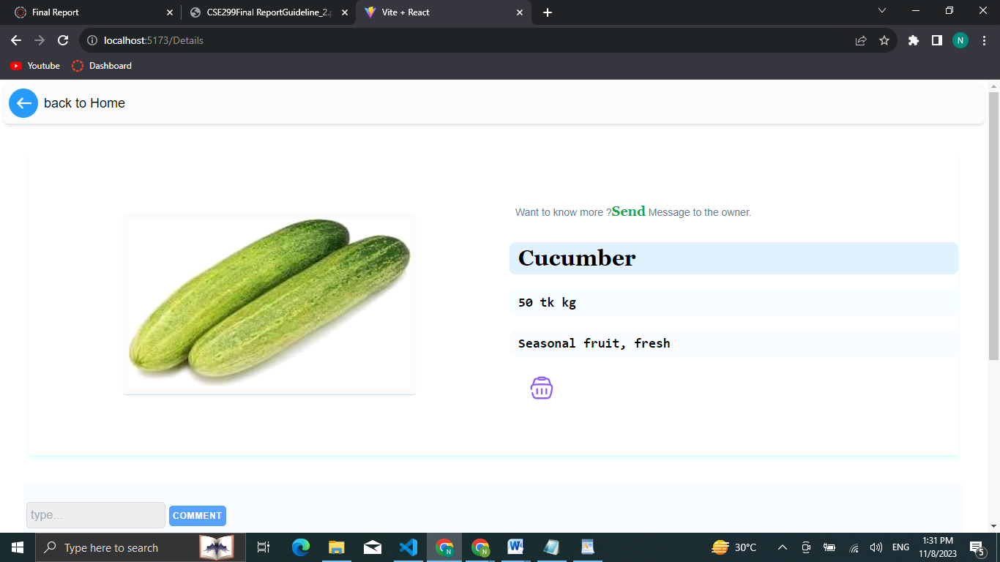 Final Report
CSE299Final ReportGuideline_2.p
Vite + React
localhost:5173/Details
N
Youtube
Dashboard
back to Home
Want to know more ?Send Message to the owner.
Cucumber
50 tk kg
Seasonal fruit, fresh
type...
COMMENT
Type here to search
30°C
ENG
1:31 PM
11/8/2023
5